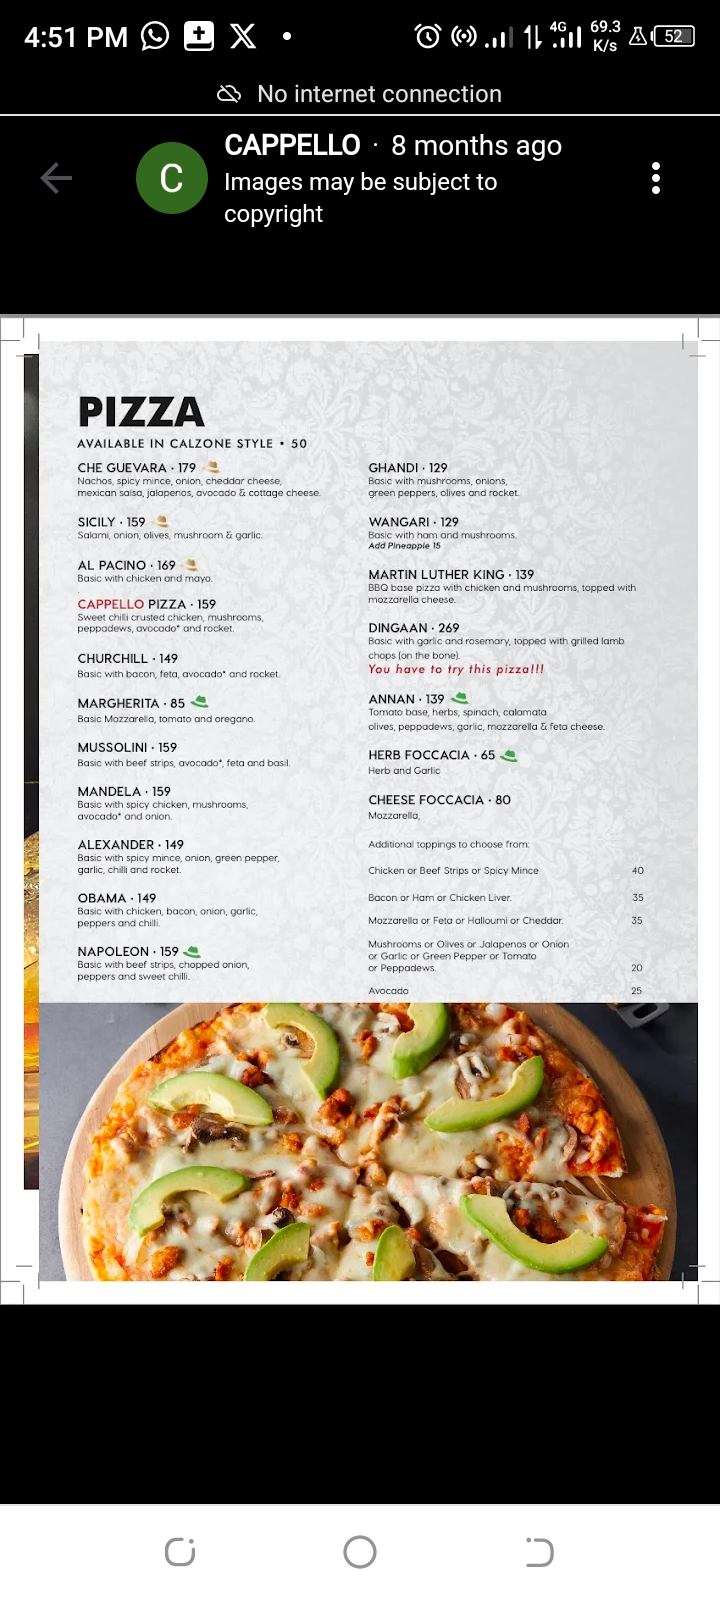 4:51 PM
4G 69.3 K/s 52
No internet connection
C
CAPPELLO · 8 months ago
Images may be subject to
copyright
PIZZA
AVAILABLE IN CALZONE STYLE • 50
CHE GUEVARA · 179
Nachos, spicy mince, onion, cheddar cheese,
mexican salsa, jalapenos, avocado & cottage cheese.
SICILY · 159
Salami, onion, olives, mushroom & garlic.
AL PACINO · 169
Basic with chicken and mayo.
CAPPELLO PIZZA · 159
Sweet chilli crusted chicken, mushrooms,
peppadews, avocado* and rocket.
CHURCHILL · 149
Basic with bacon, feta, avocado* and rocket.
MARGHERITA · 85
Basic Mozzarella, tomato and oregano.
MUSSOLINI · 159
Basic with beef strips, avocado*, feta and basil.
MANDELA · 159
Basic with spicy chicken, mushrooms,
avocado* and onion.
ALEXANDER · 149
Basic with spicy mince, onion, green pepper,
garlic, chilli and rocket.
OBAMA · 149
Basic with chicken, bacon, onion, garlic,
peppers and chilli.
NAPOLEON · 159
Basic with beef strips, chopped onion,
peppers and sweet chilli.
GHANDI · 129
Basic with mushrooms, onions,
green peppers, olives and rocket.
WANGARI · 129
Basic with ham and mushrooms.
Add Pineapple 15
MARTIN LUTHER KING · 139
BBQ base pizza with chicken and mushrooms, topped with
mozzarella cheese.
DINGAAN · 269
Basic with garlic and rosemary, topped with grilled lamb
chops (on the bone).
You have to try this pizza!!!
ANNAN · 139
Tomato base, herbs, spinach, calamata
olives, peppadews, garlic, mozzarella & feta cheese.
HERB FOCCACIA · 65
Herb and Garlic
CHEESE FOCCACIA · 80
Mozzarella,
Additional toppings to choose from:
Chicken or Beef Strips or Spicy Mince 40
Bacon or Ham or Chicken Liver. 35
Mozzarella or Feta or Halloumi or Cheddar. 35
Mushrooms or Olives or Jalapenos or Onion
or Garlic or Green Pepper or Tomato
or Peppadews. 20
Avocado 25